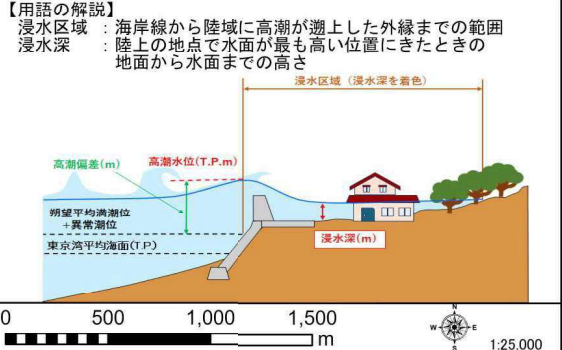 【用語の解説】
浸水区域 ：海岸線から陸域に高潮が遡上した外縁までの範囲
浸水深 ：陸上の地点で水面が最も高い位置にきたときの
地面から水面までの高さ
浸水区域（浸水深を着色）
高潮偏差(m)
高潮水位(T.P.m)
朔望平均満潮位
+異常潮位
東京湾平均海面(T.P)
浸水深(m)
0 500 1,000 1,500
m
N
W E
S
1:25,000